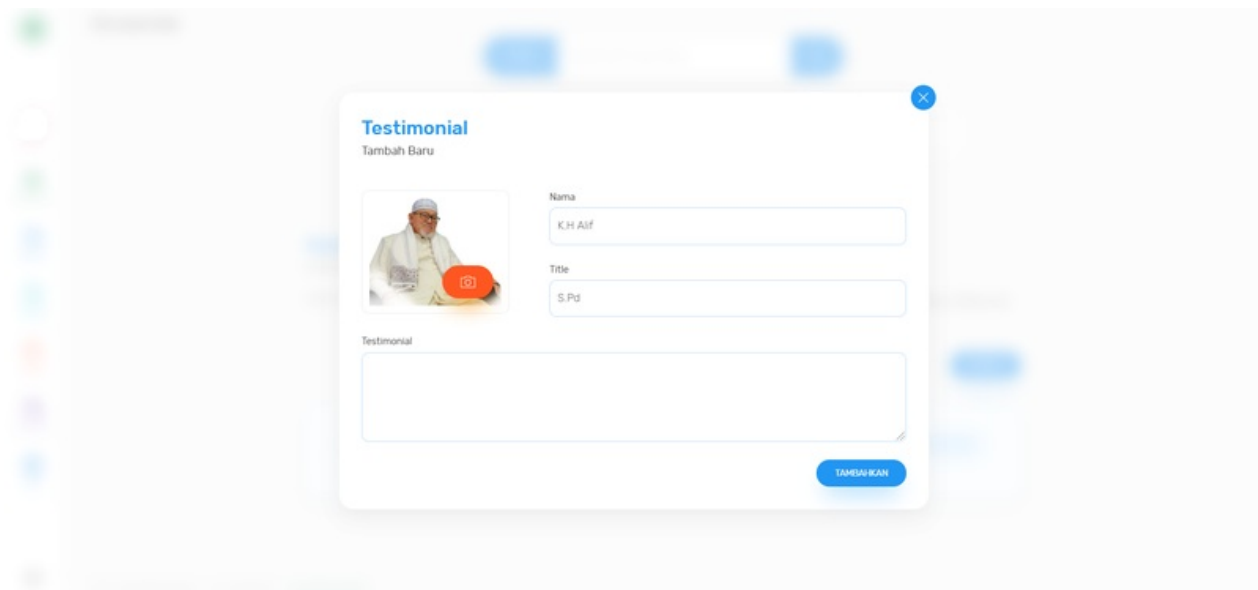 Testimonial
Tambah Baru
Nama
K.H Alif
Title
S.Pd
Testimonial
TAMBAHKAN